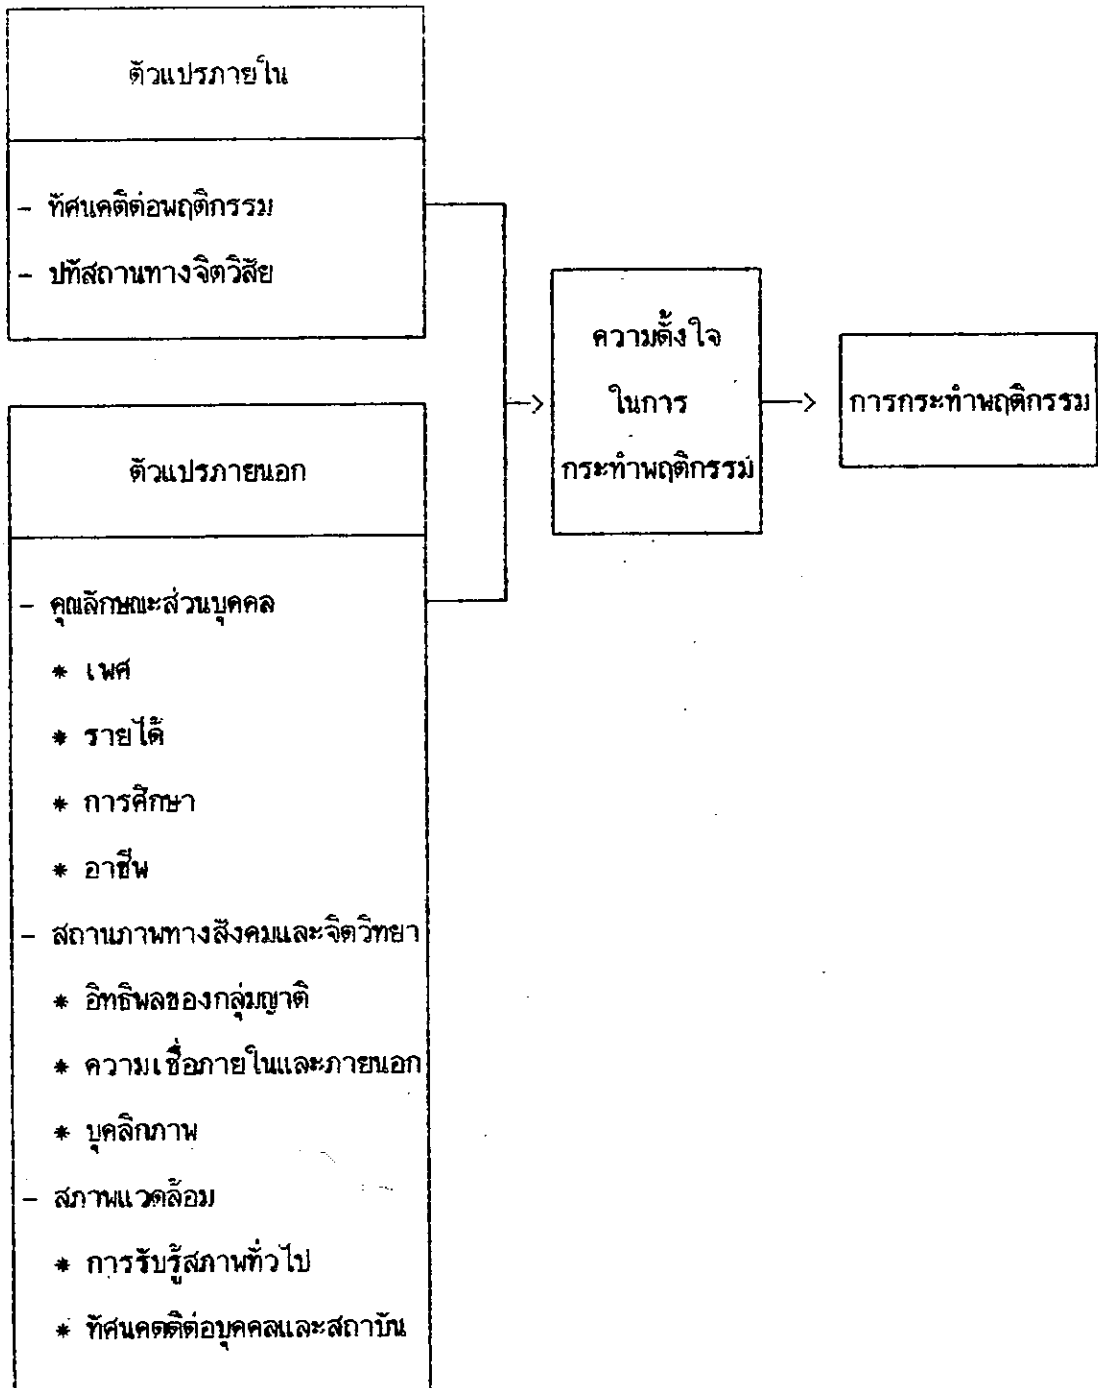 ตัวแปรภายใน
- ทัศนคติต่อพฤติกรรม
- ปทัสถานทางจิตวิสัย
ความตั้งใจ
ในการ
กระทำพฤติกรรม
การกระทำพฤติกรรม
ตัวแปรภายนอก
- คุณลักษณะส่วนบุคคล
* เพศ
* รายได้
* การศึกษา
* อาชีพ
- สถานภาพทางสังคมและจิตวิทยา
* อิทธิพลของกลุ่มญาติ
* ความเชื่อภายในและภายนอก
* บุคลิกภาพ
- สภาพแวดล้อม
* การรับรู้สภาพทั่วไป
* ทัศนคตติต่อบุคคลและสถาบัน